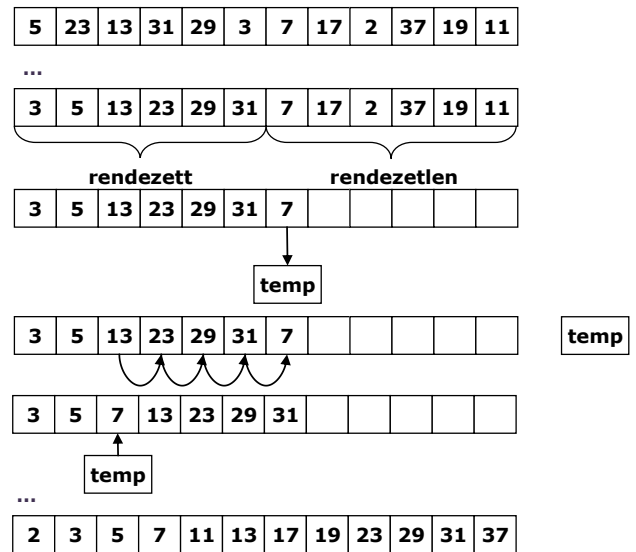 5 23 13 31 29 3 7 17 2 37 19 11
...
3 5 13 23 29 31 7 17 2 37 19 11
rendezett rendezetlen
3 5 13 23 29 31 7
temp
3 5 13 23 29 31 7 temp
3 5 7 13 23 29 31
temp
...
2 3 5 7 11 13 17 19 23 29 31 37